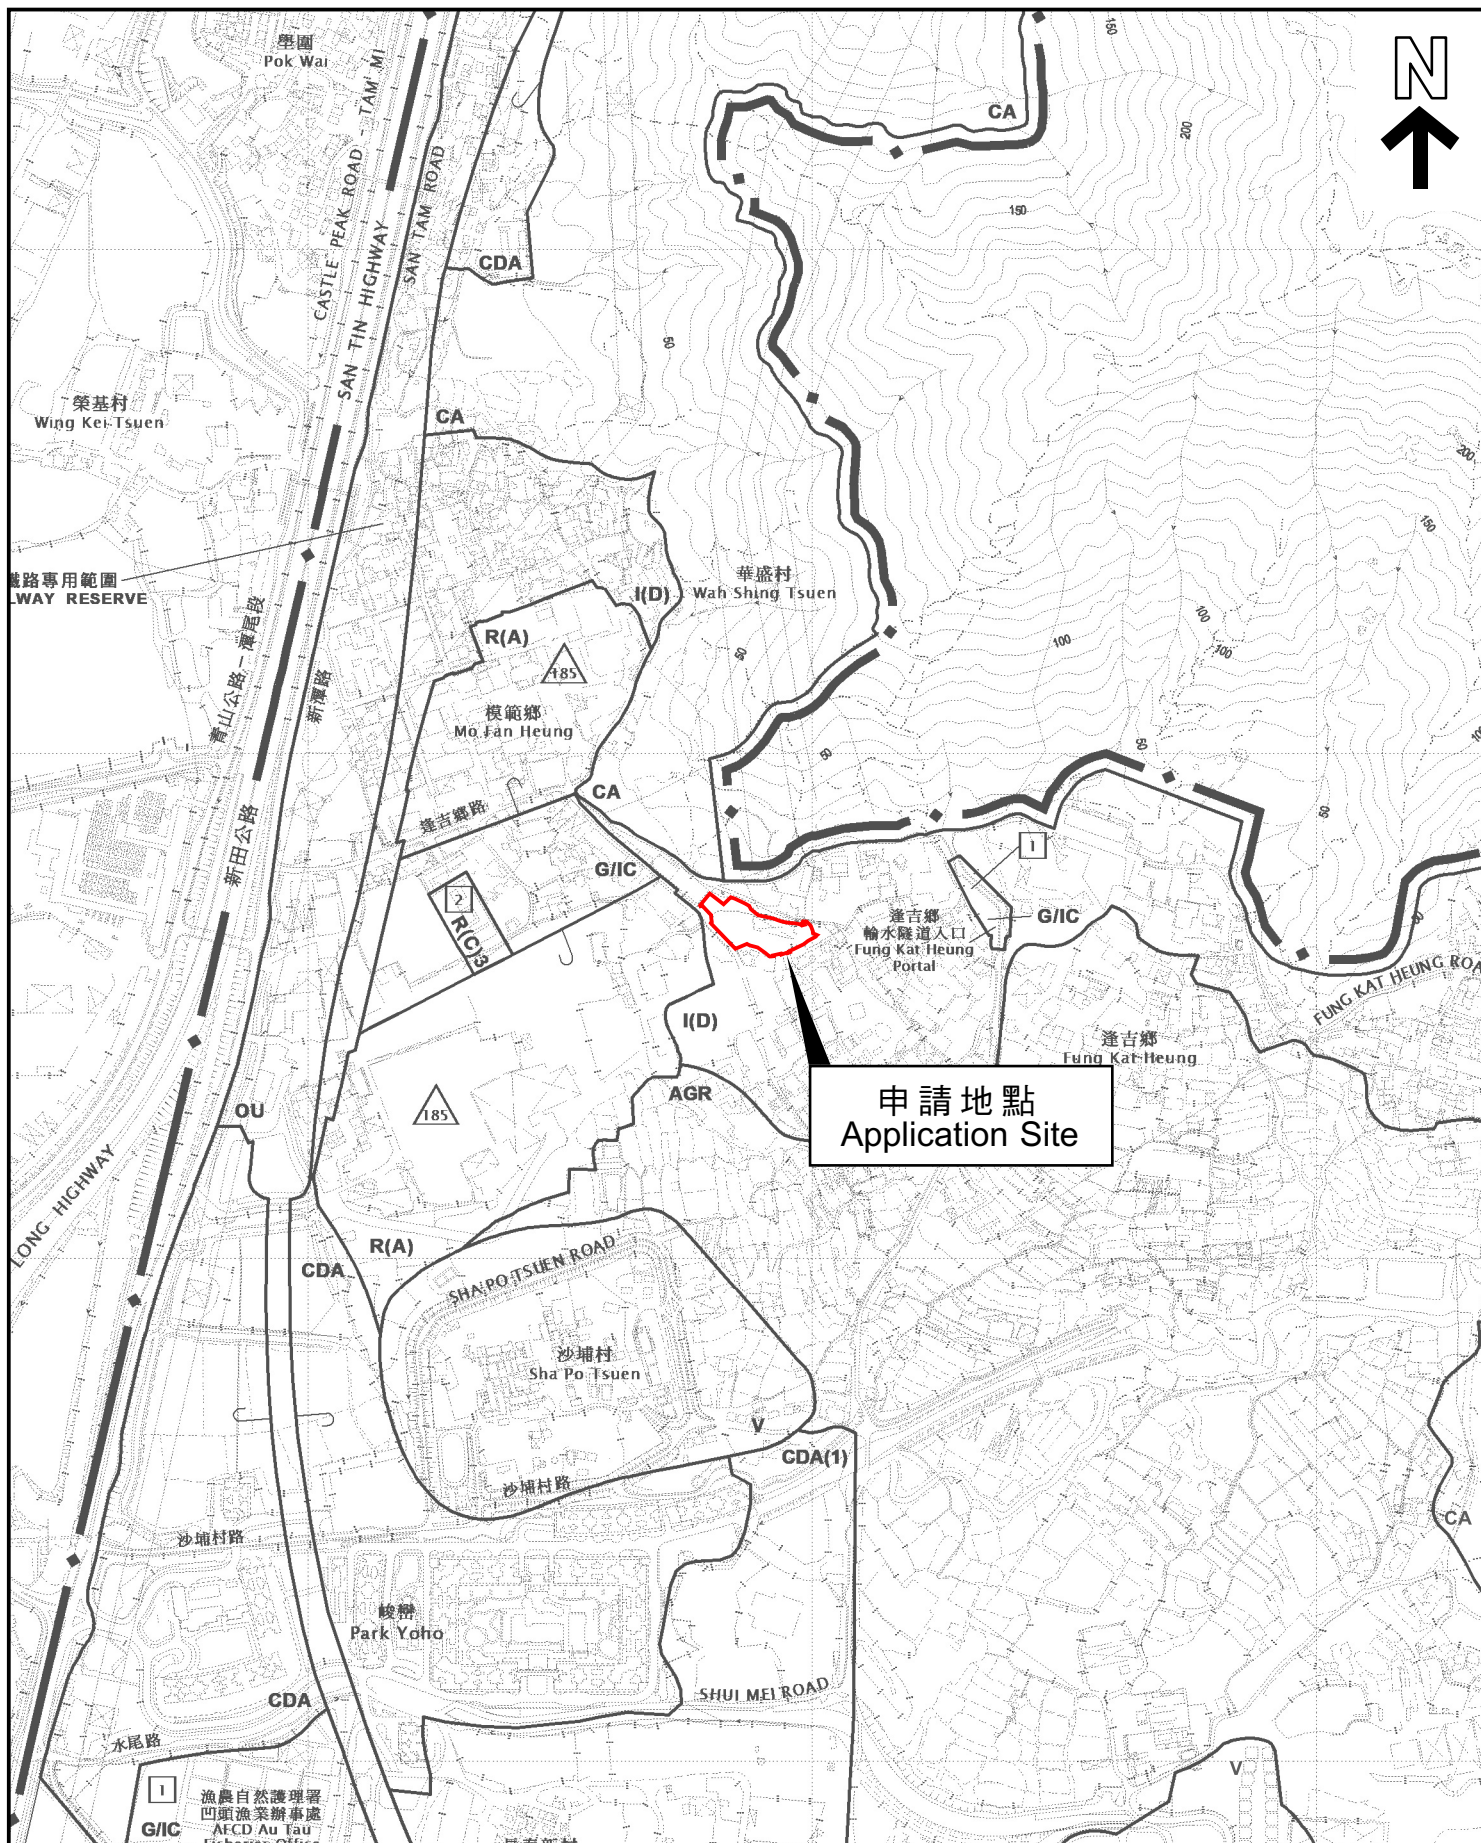 壆圍
Pok Wai
N
CASTLE PEAK ROAD - TAM MI
SAN TIN HIGHWAY
SAN TAM ROAD
CA
150
200
150
CDA
50
榮基村
Wing Kei Tsuen
CA
200
150
鐵路專用範圍
LWAY RESERVE
華盛村
Wah Shing Tsuen
I(D)
R(A)
185
模範鄉
Mo Fan Heung
50
100
100
100
青山公路－潭尾段
新潭路
新田公路
50
50
50
50
CA
逢吉鄉路
G/IC
2
R(C)3
1
G/IC
逢吉鄉
輸水隧道入口
Fung Kat Heung
Portal
FUNG KAT HEUNG ROA
逢吉鄉
Fung Kat Heung
I(D)
AGR
申請地點
Application Site
185
OU
LONG HIGHWAY
R(A)
CDA
SHA PO TSUEN ROAD
沙埔村
Sha Po Tsuen
V
CDA(1)
沙埔村路
沙埔村路
CA
峻巒
Park Yoho
SHUI MEI ROAD
CDA
水尾路
V
1
G/IC
漁農自然護理署
凹頭漁業辦事處
AFCD Au Tau
Fisheries Office